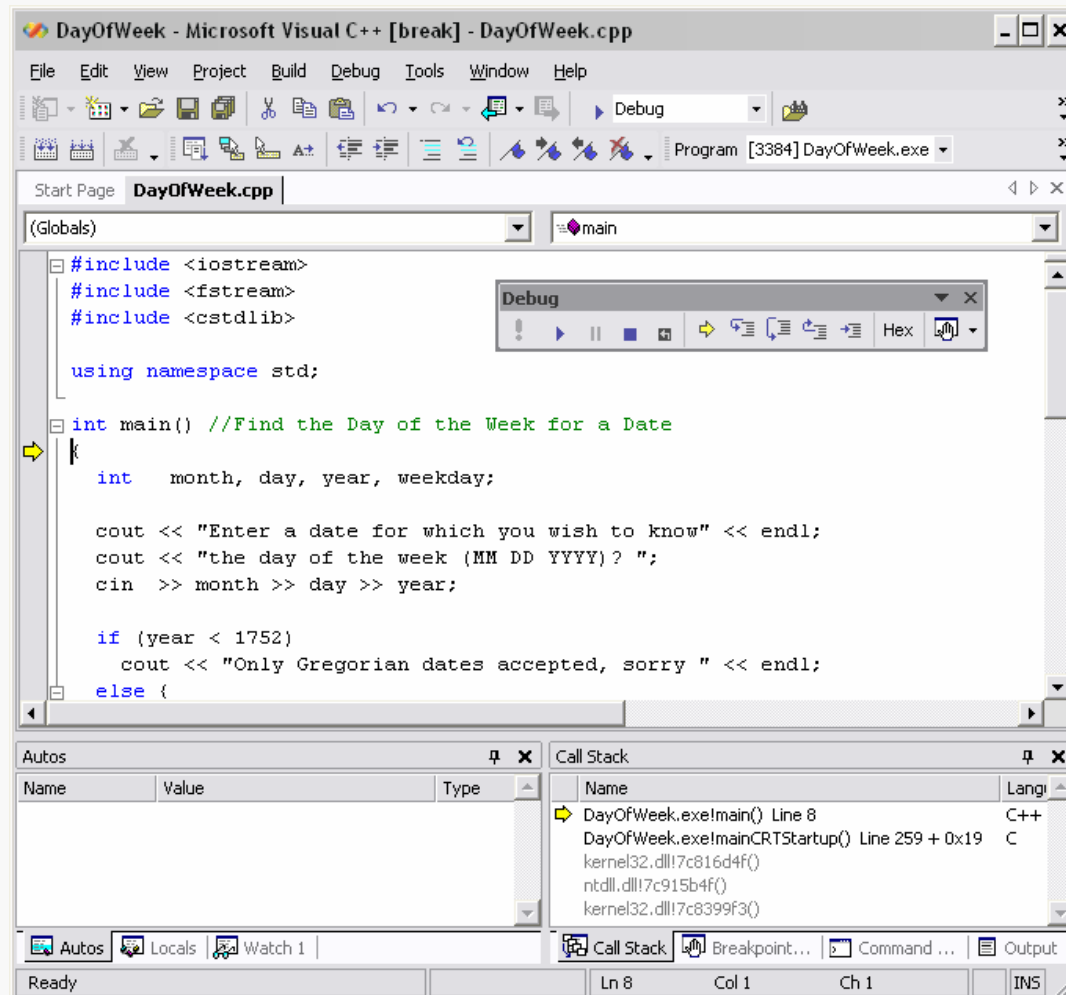 DayOfWeek - Microsoft Visual C++ [break] - DayOfWeek.cpp
File Edit View Project Build Debug Tools Window Help
Debug
Program [3384] DayOfWeek.exe
Start Page DayOfWeek.cpp
(Globals) main
#include <iostream>
#include <fstream>
#include <cstdlib>
Debug
Hex
using namespace std;
int main() //Find the Day of the Week for a Date
{
int month, day, year, weekday;
cout << "Enter a date for which you wish to know" << endl;
cout << "the day of the week (MM DD YYYY)? ";
cin >> month >> day >> year;
if (year < 1752)
cout << "Only Gregorian dates accepted, sorry " << endl;
else {
Autos
Name Value Type
Autos Locals Watch 1
Call Stack
Name Langu
DayOfWeek.exe!main() Line 8 C++
DayOfWeek.exe!mainCRTStartup() Line 259 + 0x19 C
kernel32.dll!7c816d4f()
ntdll.dll!7c915b4f()
kernel32.dll!7c8399f3()
Call Stack Breakpoint... Command ... Output
Ready Ln 8 Col 1 Ch 1 INS